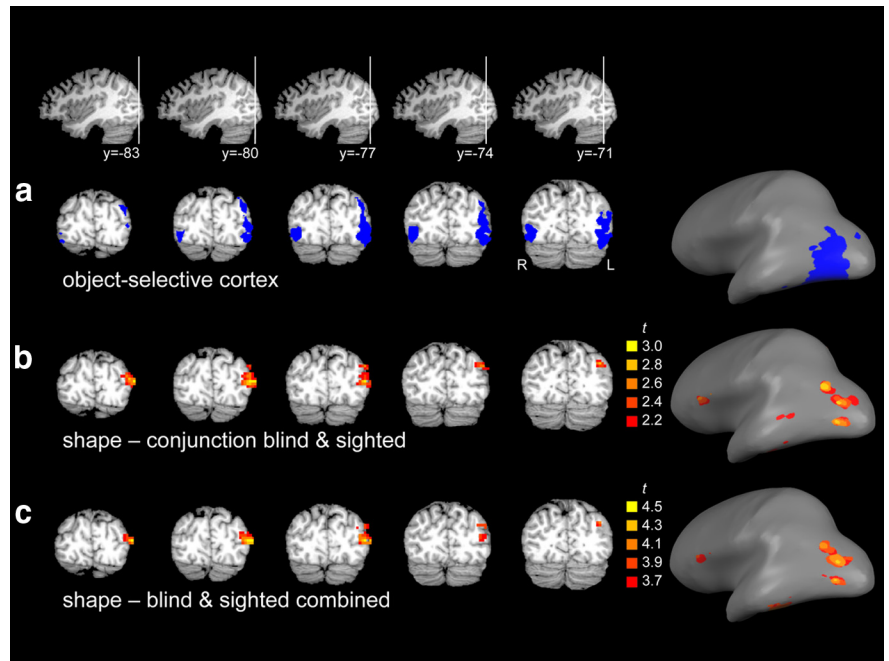 y=-83
y=-80
y=-77
y=-74
y=-71
a
R
L
object-selective cortex
b
t
3.0
2.8
2.6
2.4
2.2
shape – conjunction blind & sighted
c
t
4.5
4.3
4.1
3.9
3.7
shape – blind & sighted combined